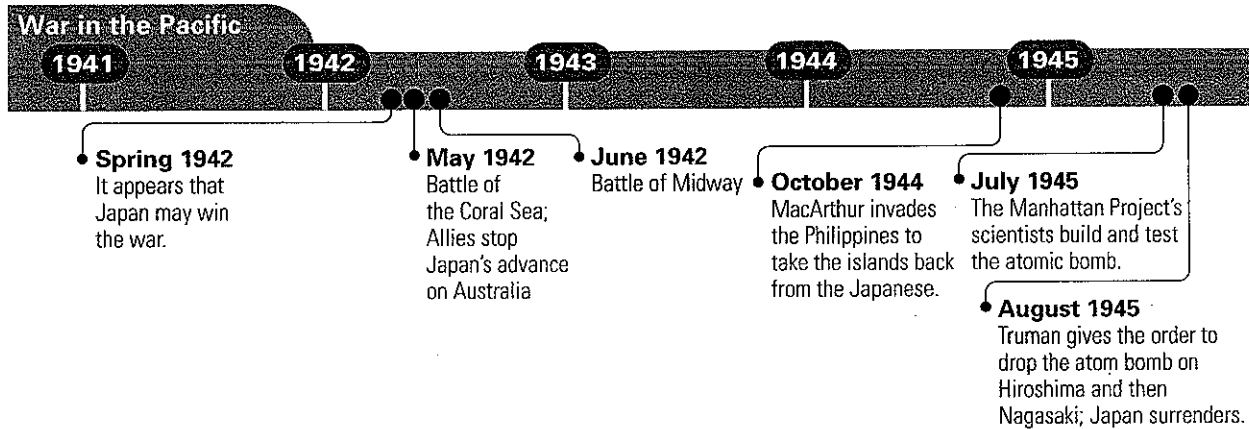 War in the Pacific
1941
1942
1943
1944
1945
Spring 1942
It appears that
Japan may win
the war.
May 1942
Battle of
the Coral Sea;
Allies stop
Japan's advance
on Australia
June 1942
Battle of Midway
October 1944
MacArthur invades
the Philippines to
take the islands back
from the Japanese.
July 1945
The Manhattan Project's
scientists build and test
the atomic bomb.
August 1945
Truman gives the order to
drop the atom bomb on
Hiroshima and then
Nagasaki; Japan surrenders.